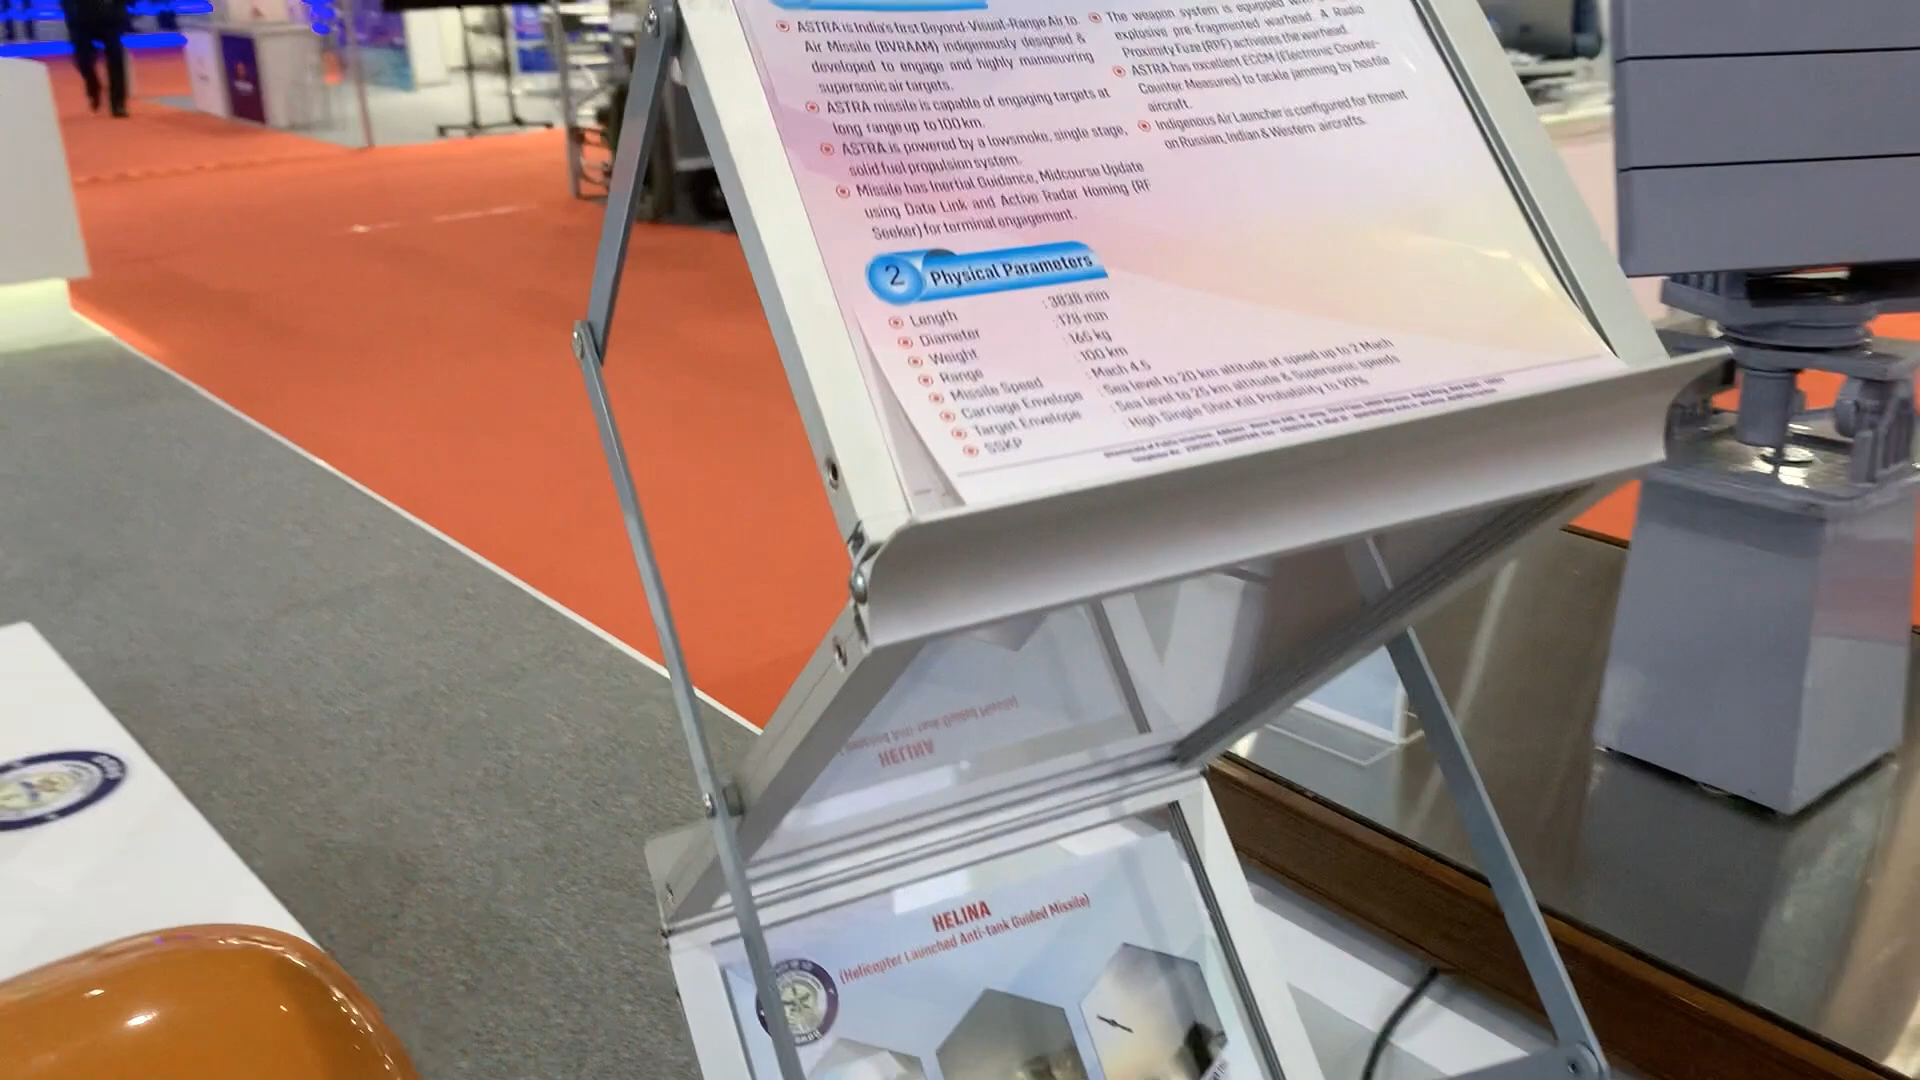 ASTRA is India's first Beyond-Visual-Range Air to
Air Missile (BVRAAM) indigenously designed &
developed to engage and highly manoeuvring
supersonic air targets.
ASTRA missile is capable of engaging targets at
long range up to 100 km.
ASTRA is powered by a lowsmoke, single stage,
solid fuel propulsion system.
Missile has Inertial Guidance, Midcourse Update
using Data Link and Active Radar Homing (RF
Seeker) for terminal engagement.
The weapon system is equipped
explosive pre-fragmented warhead. A Radio
Proximity Fuze (RPF) activates the warhead.
ASTRA has excellent ECCM (Electronic Counter-
Counter Measures) to tackle jamming by hostile
aircraft.
Indigenous Air Launcher is configured for fitment
on Russian, Indian & Western aircrafts.
2 Physical Parameters
Length : 3838 mm
Diameter : 178 mm
Weight : 165 kg
Range : 100 km
Missile Speed : Mach 4.5
Carriage Envelope : Sea level to 20 km altitude at speed up to 2 Mach
Target Envelope : Sea level to 25 km altitude & Supersonic speeds
SSKP : High Single Shot Kill Probability to 90%
HELINA
(Helicopter Launched Anti-tank Guided Missile)